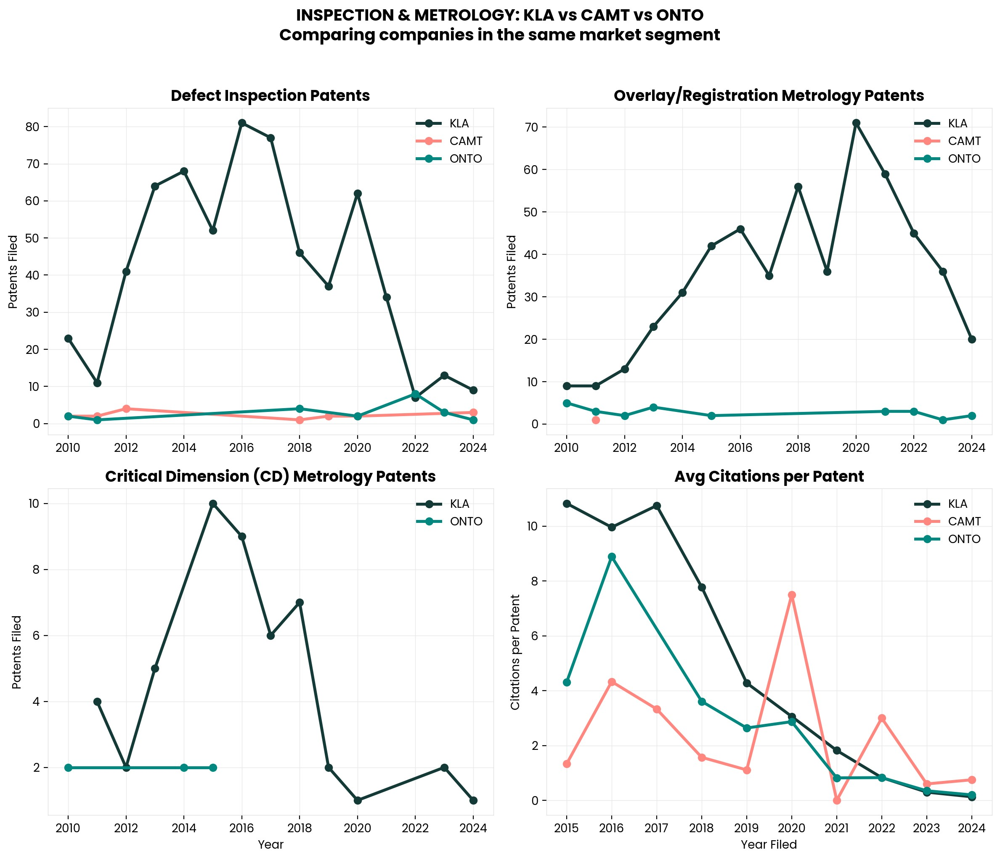 INSPECTION & METROLOGY: KLA vs CAMT vs ONTO
Comparing companies in the same market segment
Defect Inspection Patents
Patents Filed
80
70
60
50
40
30
20
10
0
2010 2012 2014 2016 2018 2020 2022 2024
KLA
CAMT
ONTO
Overlay/Registration Metrology Patents
Patents Filed
70
60
50
40
30
20
10
0
2010 2012 2014 2016 2018 2020 2022 2024
KLA
CAMT
ONTO
Critical Dimension (CD) Metrology Patents
Patents Filed
10
8
6
4
2
2010 2012 2014 2016 2018 2020 2022 2024
Year
KLA
ONTO
Avg Citations per Patent
Citations per Patent
10
8
6
4
2
0
2015 2016 2017 2018 2019 2020 2021 2022 2023 2024
Year Filed
KLA
CAMT
ONTO